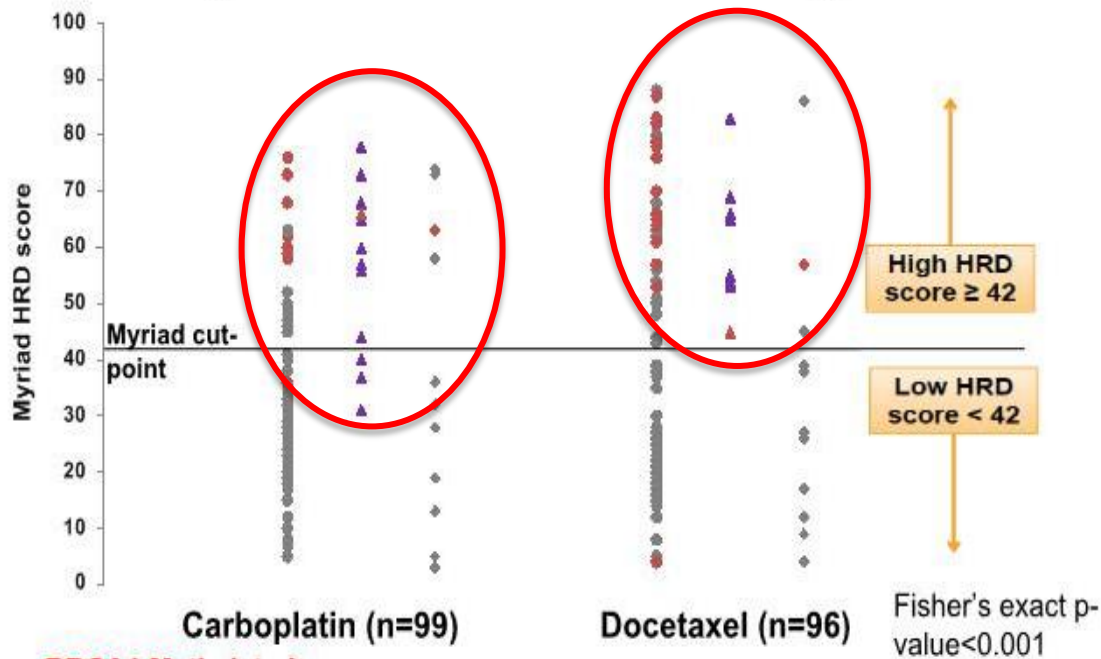 100
90
80
70
60
50
40
30
20
10
0
Myriad HRD score
Myriad cut-
point
High HRD
score ≥ 42
Low HRD
score < 42
Carboplatin (n=99)
Docetaxel (n=96)
Fisher's exact p-
value<0.001